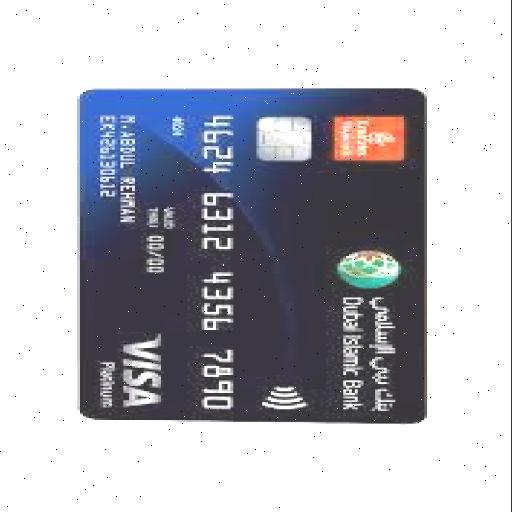 Emirates
Skywards
بنك دبي الإسلامي
Dubai Islamic Bank
4624 6312 4356 7890
4624
VALID
THRU 00/00
M.ABDUL REHMAN
EK426130612
VISA
Platinum